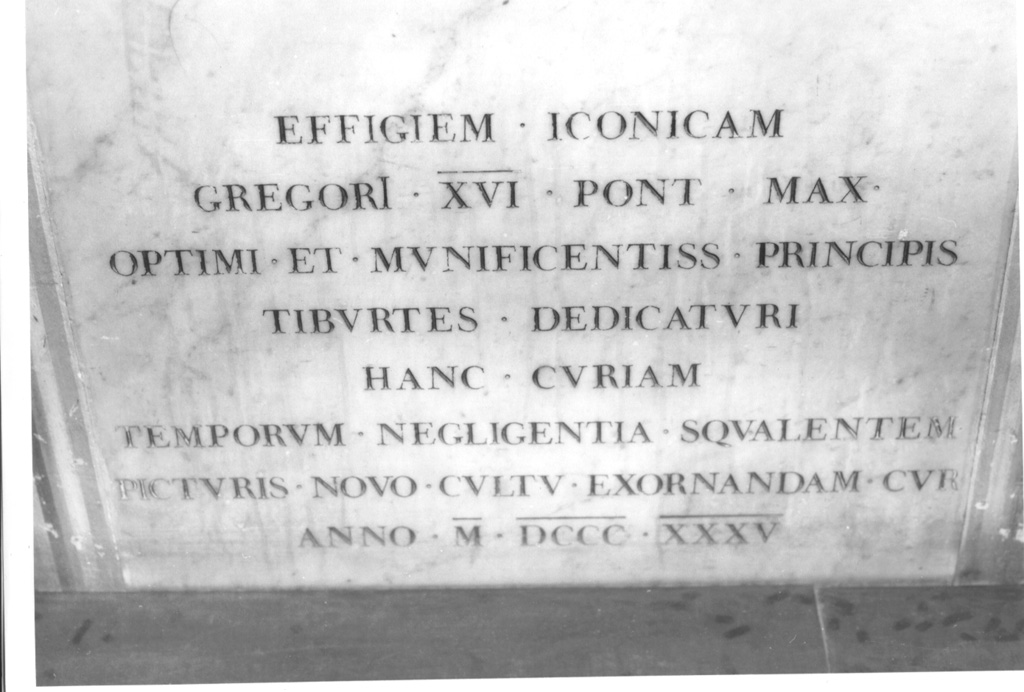 EFFIGIEM · ICONICAM
GREGORI · XVI · PONT · MAX·
OPTIMI · ET · MVNIFICENTISS · PRINCIPIS
TIBVRTES · DEDICATVRI
HANC · CVRIAM
TEMPORVM · NEGLIGENTIA · SQVALENTEM
PICTVRIS · NOVO · CVLTV · EXORNANDAM · CVR
ANNO · M · DCCC · XXXV